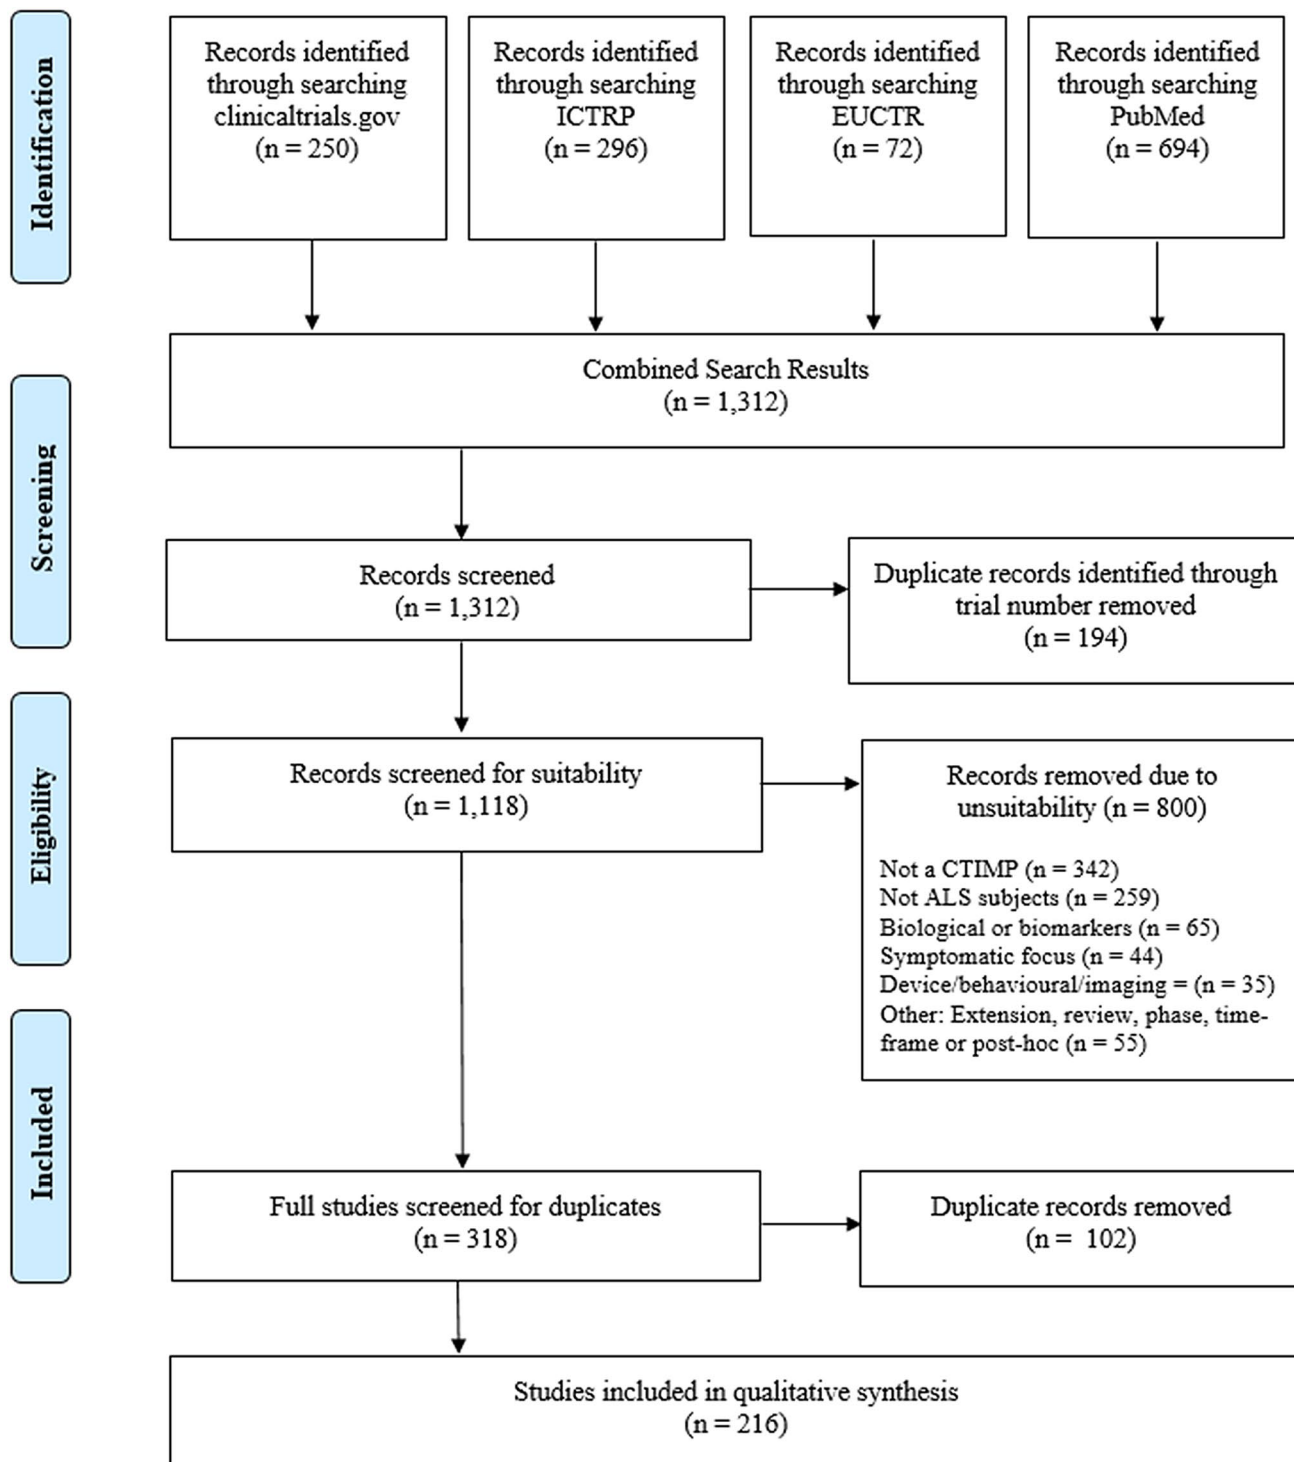 Identification
Records identified
through searching
clinicaltrials.gov
(n = 250)
Records identified
through searching
ICTRP
(n = 296)
Records identified
through searching
EUCTR
(n = 72)
Records identified
through searching
PubMed
(n = 694)
Combined Search Results
(n = 1,312)
Screening
Records screened
(n = 1,312)
Duplicate records identified through
trial number removed
(n = 194)
Eligibility
Records screened for suitability
(n = 1,118)
Records removed due to
unsuitability (n = 800)
Not a CTIMP (n = 342)
Not ALS subjects (n = 259)
Biological or biomarkers (n = 65)
Symptomatic focus (n = 44)
Device/behavioural/imaging = (n = 35)
Other: Extension, review, phase, time-
frame or post-hoc (n = 55)
Included
Full studies screened for duplicates
(n = 318)
Duplicate records removed
(n = 102)
Studies included in qualitative synthesis
(n = 216)